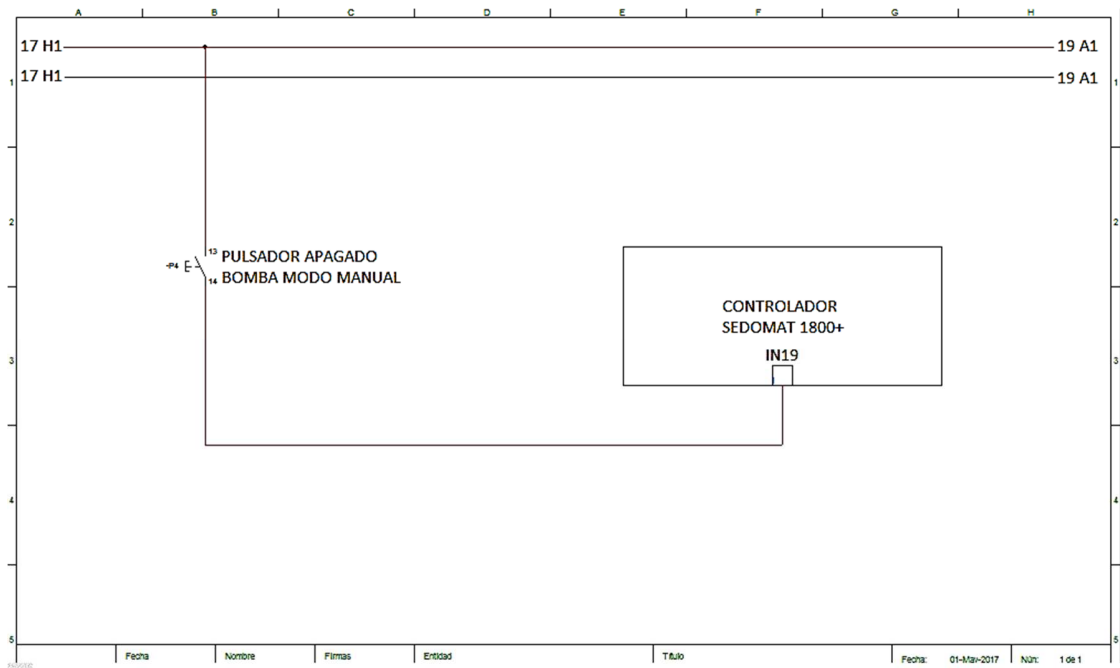 A B C D E F G H
17 H1 19 A1
17 H1 19 A1
1 1
2 2
13 PULSADOR APAGADO
-P4
14 BOMBA MODO MANUAL
CONTROLADOR
SEDOMAT 1800+
IN19
3 3
4 4
5 5
Fecha Nombre Firmas Entidad Título Fecha: 01-May-2017 Núm: 1 de 1